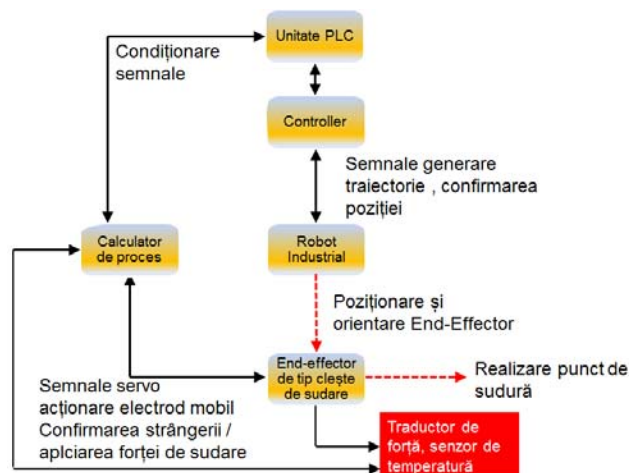 Unitate PLC
Condiționare
semnale
Controller
Semnale generare
traiectorie , confirmarea
poziției
Calculator
de proces
Robot
Industrial
Poziționare și
orientare End-Effector
End-effector
de tip clește
de sudare
Realizare punct de
sudură
Semnale servo
acționare electrod mobil
Confirmarea strângerii /
aplciarea forței de sudare
Traductor de
forță, senzor de
temperatură